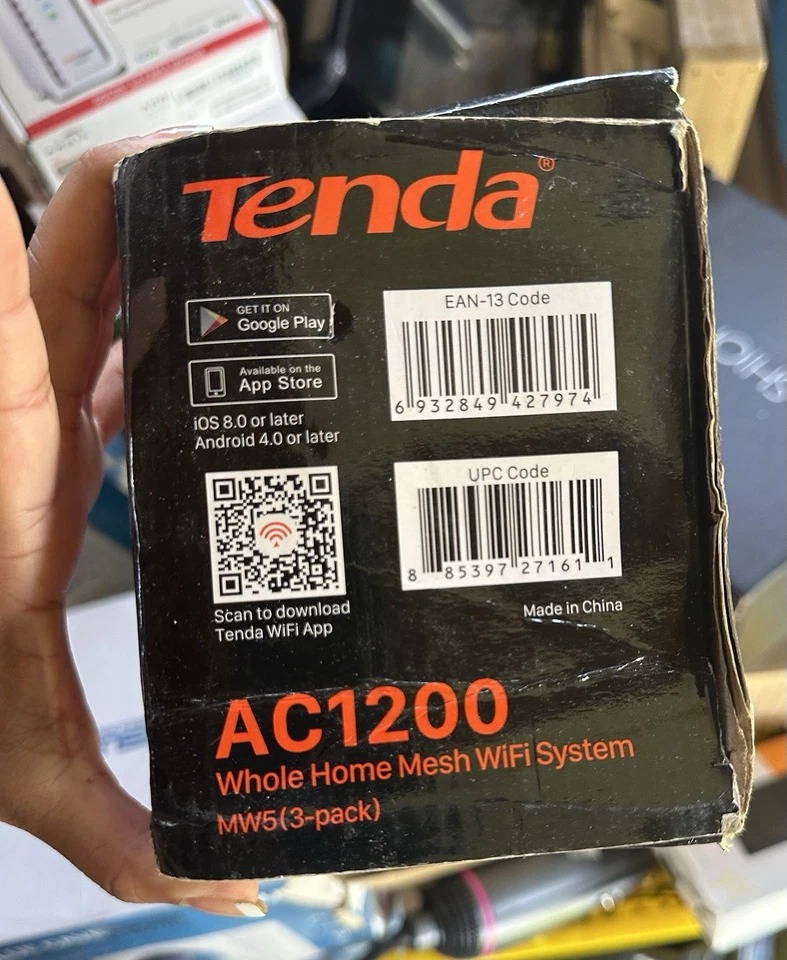 Tenda®
GET IT ON
Google Play
Available on the
App Store
iOS 8.0 or later
Android 4.0 or later
Scan to download
Tenda WiFi App
EAN-13 Code
6 932849 427974
UPC Code
8 85397 27161 1
Made in China
AC1200
Whole Home Mesh WiFi System
MW5(3-pack)